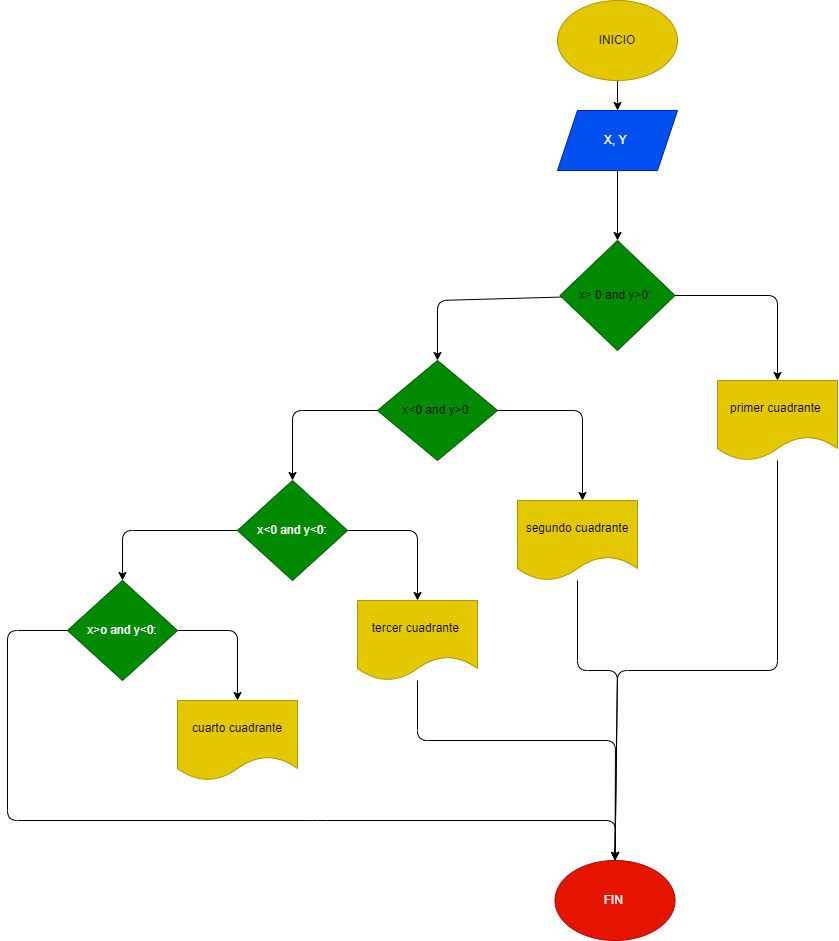 INICIO
X, Y
x> 0 and y>0:
primer cuadrante
x<0 and y>0:
segundo cuadrante
x<0 and y<0:
tercer cuadrante
x>o and y<0:
cuarto cuadrante
FIN